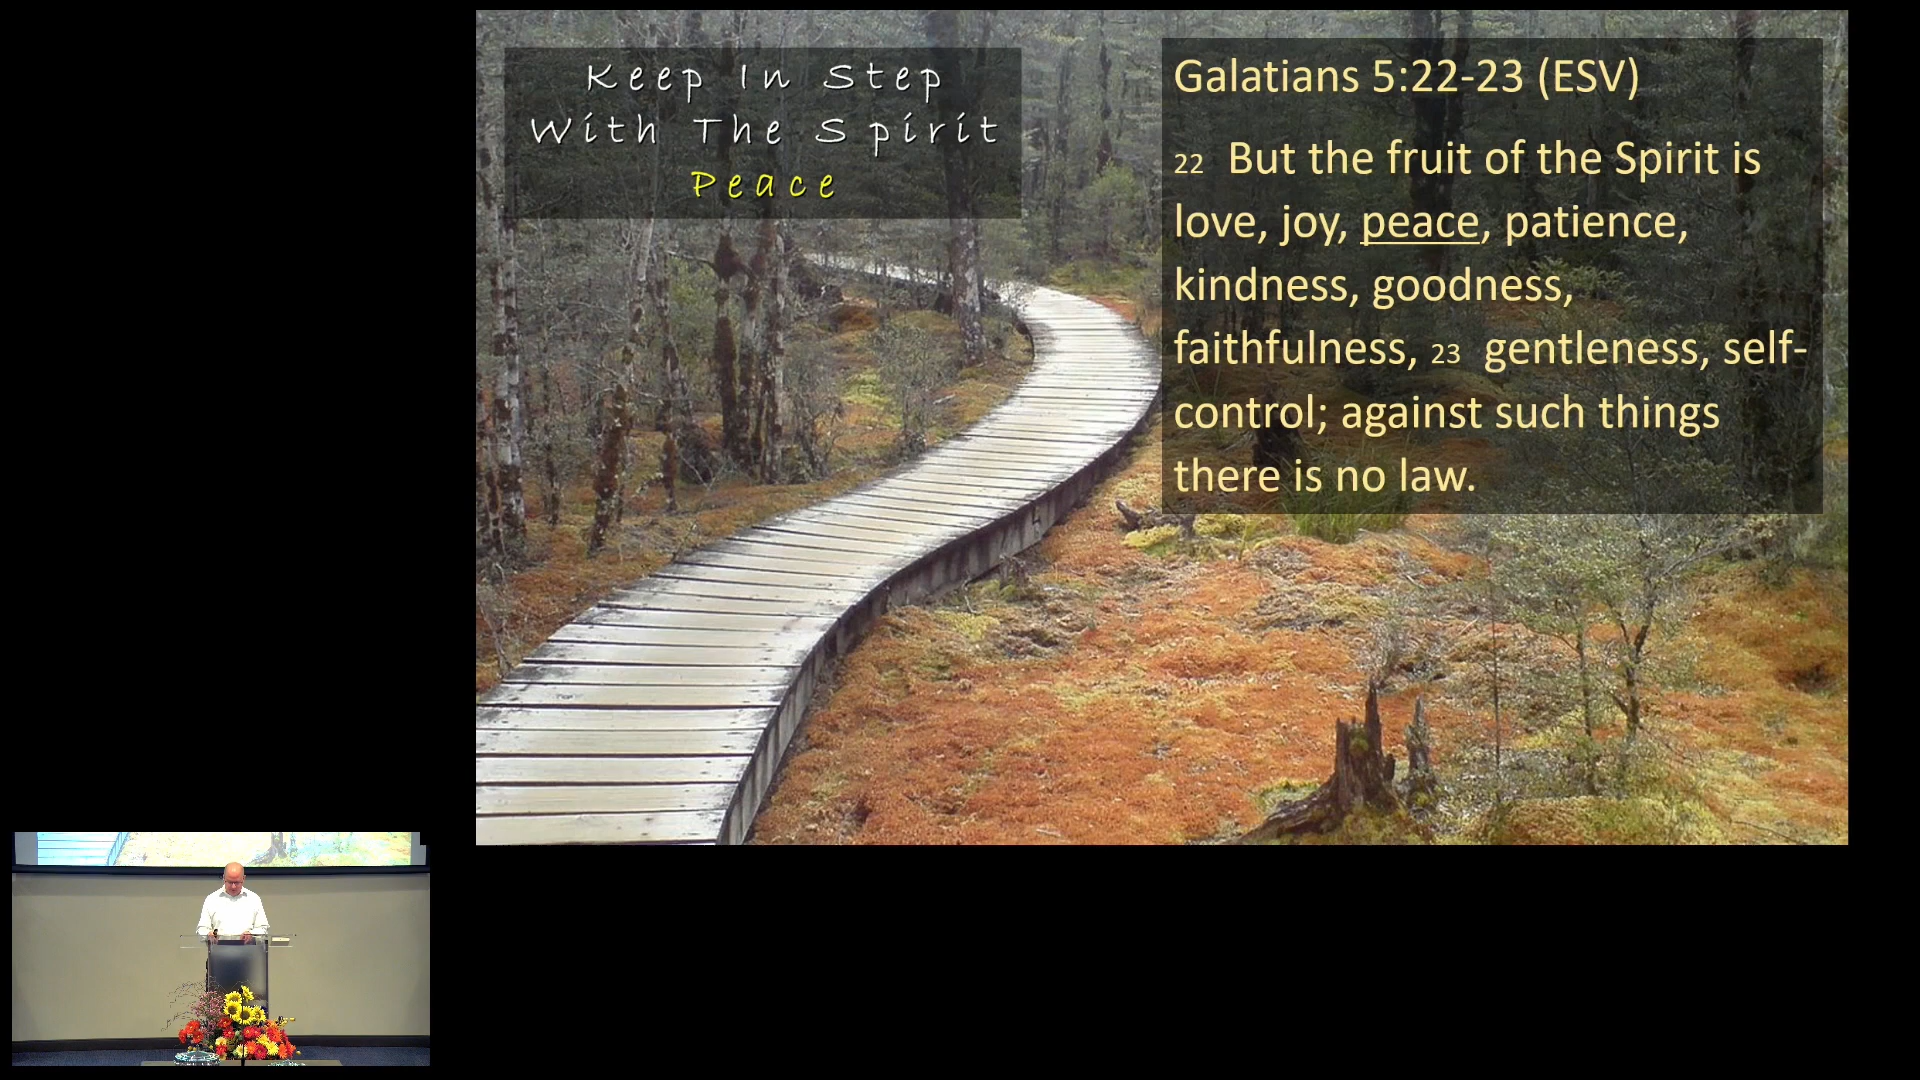 Keep In Step
With The Spirit
Peace
Galatians 5:22-23 (ESV)
22 But the fruit of the Spirit is
love, joy, peace, patience,
kindness, goodness,
faithfulness, 23 gentleness, self-
control; against such things
there is no law.